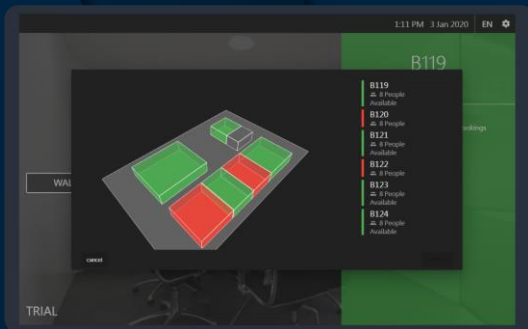 1:11 PM 3 Jan 2020 EN
B119
B119
8 People
Available
B120
8 People
B121
8 People
Available
B122
8 People
B123
8 People
Available
B124
8 People
Available
cancel
TRIAL